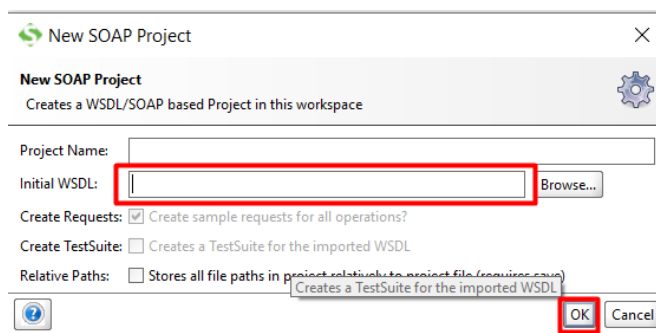 New SOAP Project
New SOAP Project
Creates a WSDL/SOAP based Project in this workspace
Project Name:
Initial WSDL: Browse...
Create Requests: Create sample requests for all operations?
Create TestSuite: Creates a TestSuite for the imported WSDL
Relative Paths: Stores all file paths in project relatively to project file (requires save)
Creates a TestSuite for the imported WSDL
OK Cancel